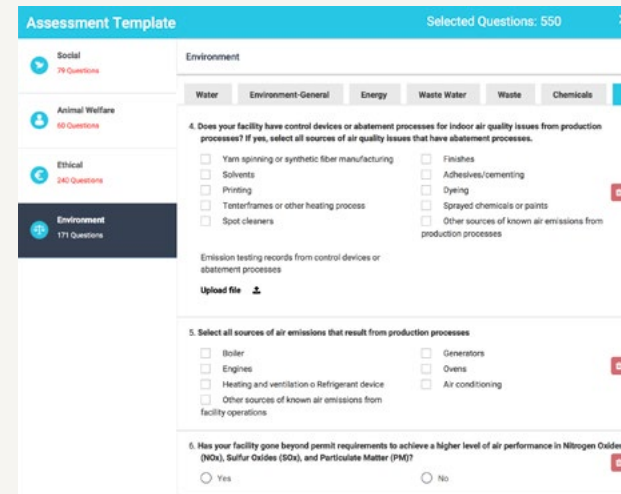 Assessment Template
Selected Questions: 550
Social
79 Questions
Animal Welfare
60 Questions
Ethical
240 Questions
Environment
171 Questions
Environment
Water
Environment-General
Energy
Waste Water
Waste
Chemicals
4. Does your facility have control devices or abatement processes for indoor air quality issues from production
processes? If yes, select all sources of air quality issues that have abatement processes.
Yarn spinning or synthetic fiber manufacturing
Solvents
Printing
Tenterframes or other heating process
Spot cleaners
Finishes
Adhesives/cementing
Dyeing
Sprayed chemicals or paints
Other sources of known air emissions from
production processes
Emission testing records from control devices or
abatement processes
Upload file
5. Select all sources of air emissions that result from production processes
Boiler
Engines
Heating and ventilation o Refrigerant device
Other sources of known air emissions from
facility operations
Generators
Ovens
Air conditioning
6. Has your facility gone beyond permit requirements to achieve a higher level of air performance in Nitrogen Oxides
(NOx), Sulfur Oxides (SOx), and Particulate Matter (PM)?
Yes
No